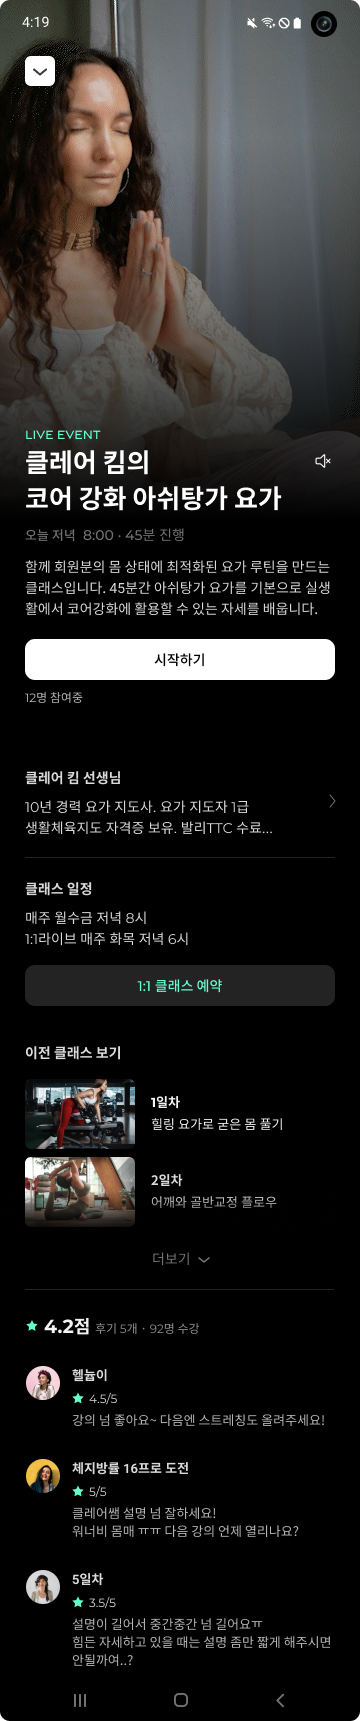 4:19
LIVE EVENT
클레어 킴의
코어 강화 아쉬탕가 요가
오늘 저녁 8:00 · 45분 진행
함께 회원분의 몸 상태에 최적화된 요가 루틴을 만드는
클래스입니다. 45분간 아쉬탕가 요가를 기본으로 실생
활에서 코어강화에 활용할 수 있는 자세를 배웁니다.
시작하기
12명 참여중
클레어 킴 선생님
10년 경력 요가 지도사. 요가 지도자 1급
생활체육지도 자격증 보유. 발리TTC 수료...
클래스 일정
매주 월수금 저녁 8시
1:1라이브 매주 화목 저녁 6시
1:1 클래스 예약
이전 클래스 보기
1일차
힐링 요가로 굳은 몸 풀기
2일차
어깨와 골반교정 플로우
더보기
4.2점 후기 5개 · 92명 수강
헬늅이
4.5/5
강의 넘 좋아요~ 다음엔 스트레칭도 올려주세요!
체지방률 16프로 도전
5/5
클레어쌤 설명 넘 잘하세요!
워너비 몸매 ㅠㅠ 다음 강의 언제 열리나요?
5일차
3.5/5
설명이 길어서 중간중간 넘 길어요ㅠ
힘든 자세하고 있을 때는 설명 좀만 짧게 해주시면
안될까여..?